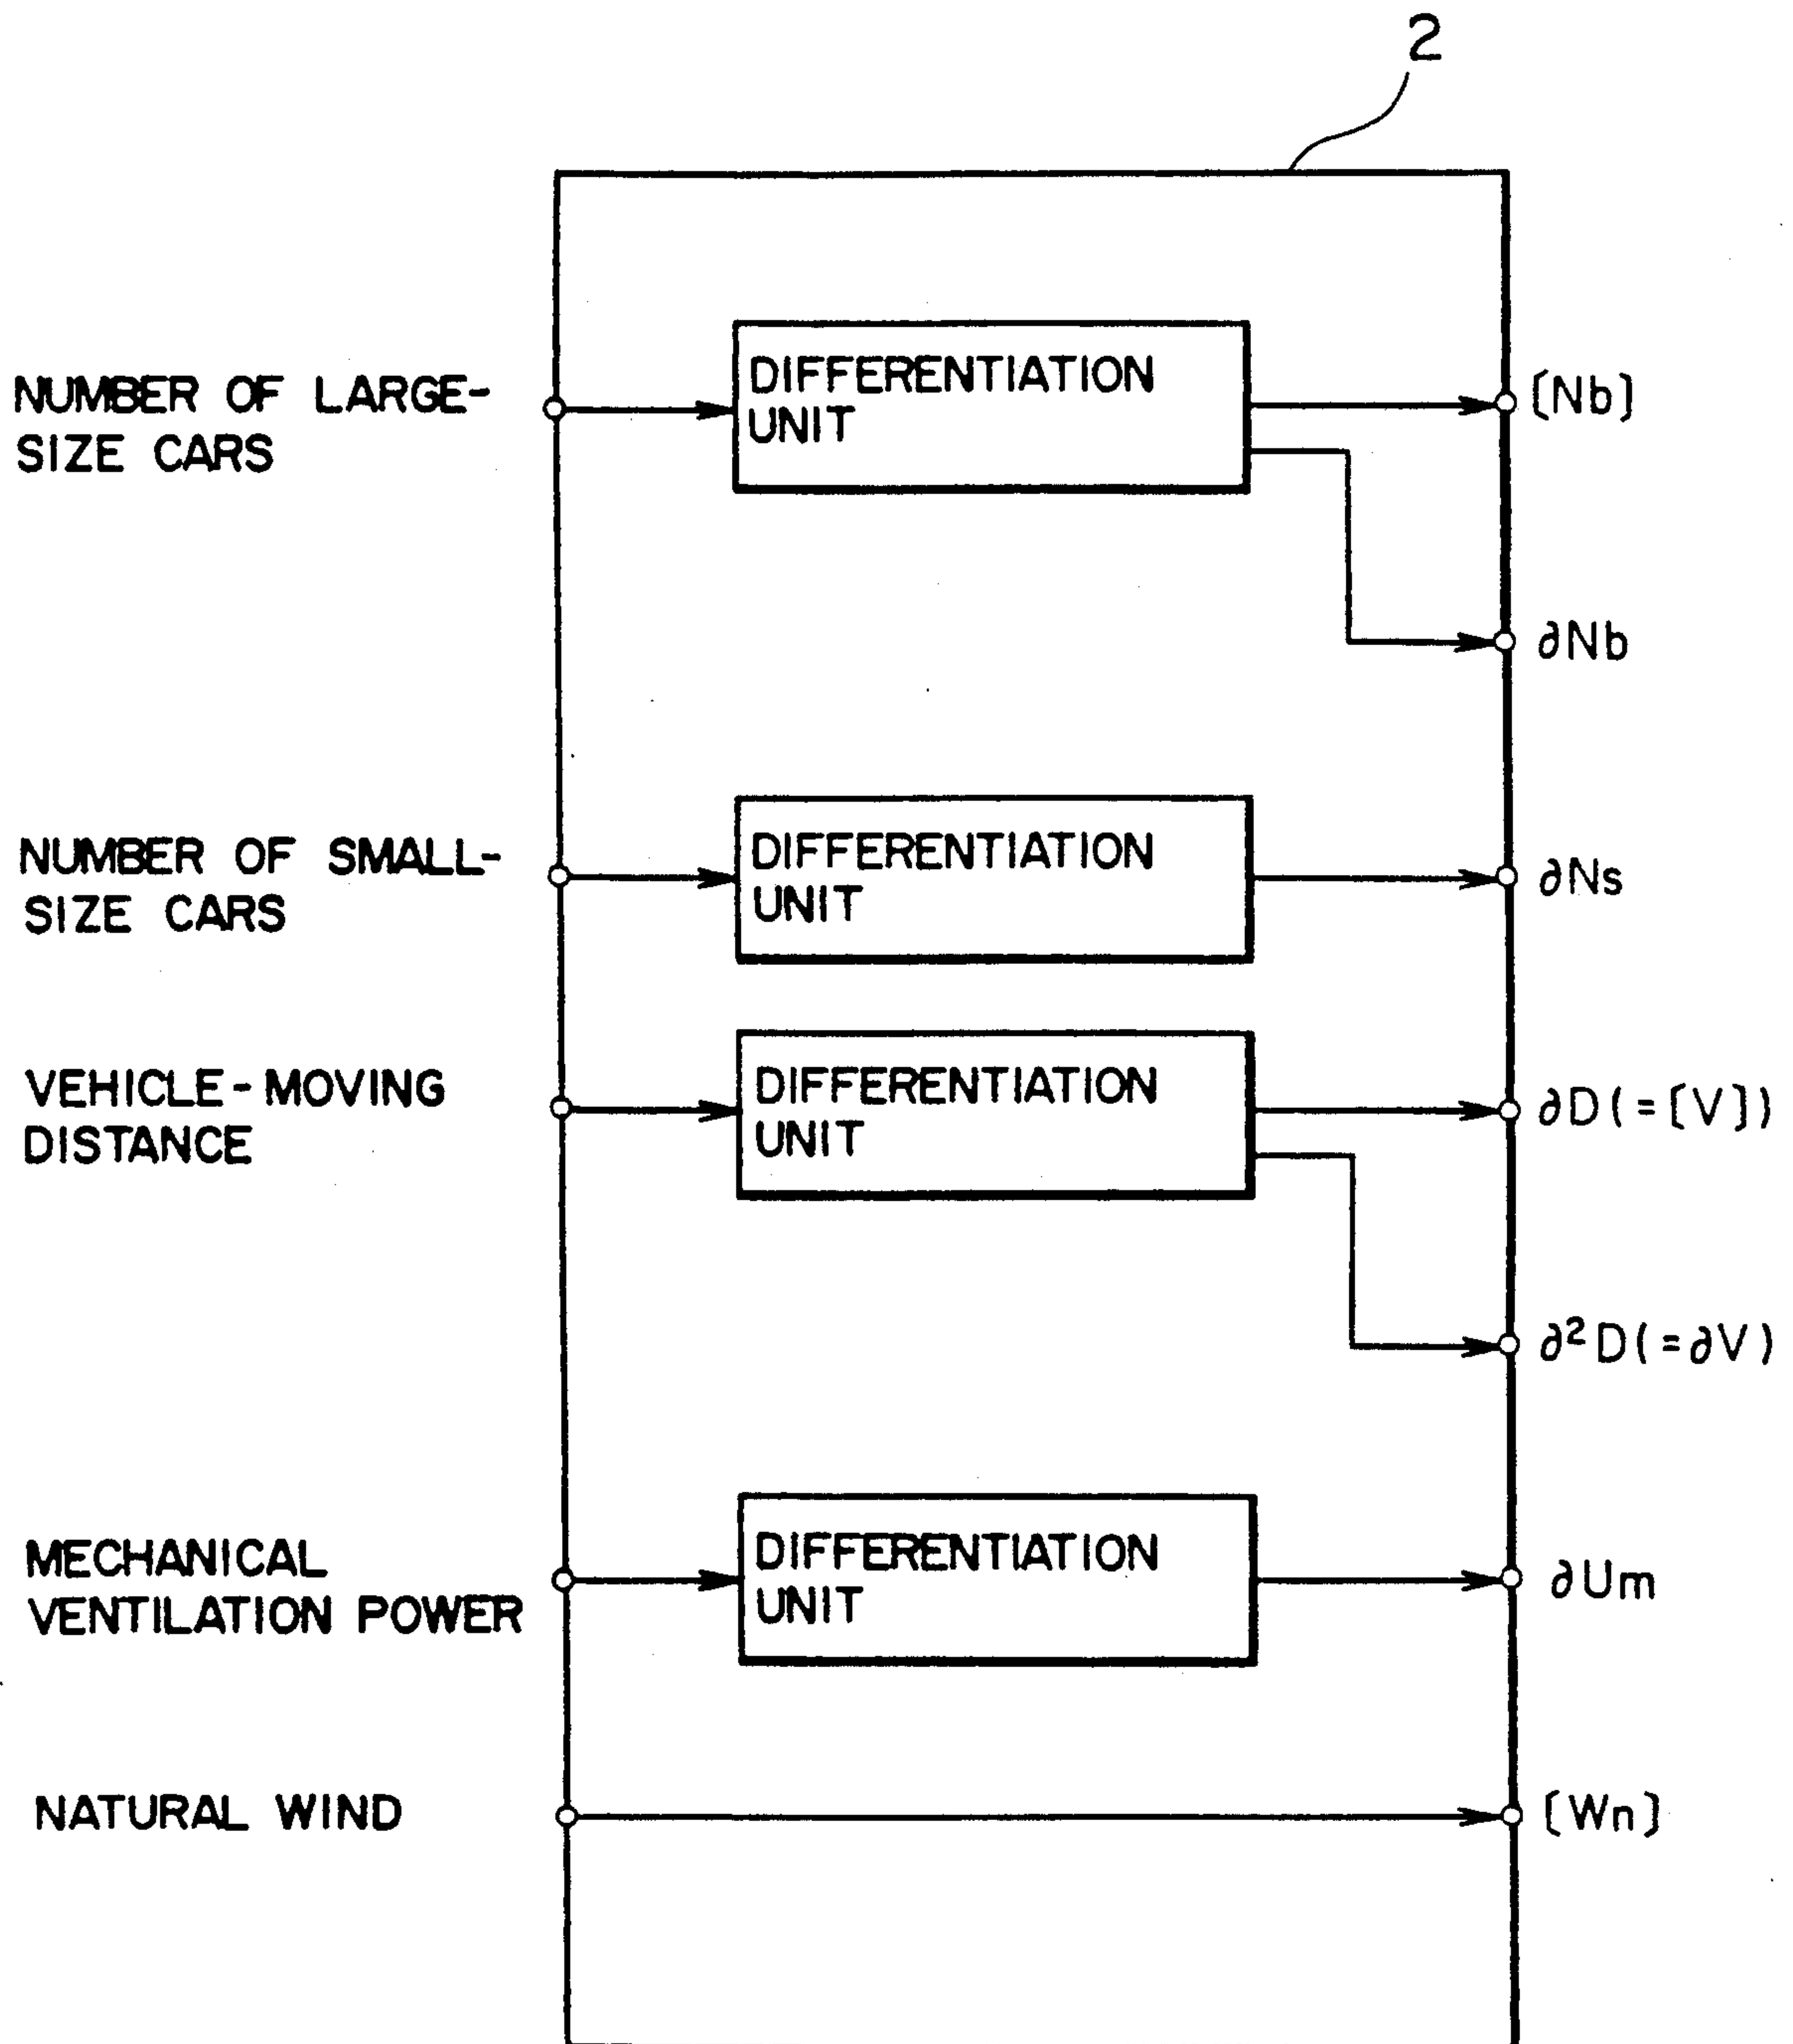 2
NUMBER OF LARGE-
SIZE CARS
DIFFERENTIATION
UNIT
[Nb]
∂Nb
NUMBER OF SMALL-
SIZE CARS
DIFFERENTIATION
UNIT
∂Ns
VEHICLE-MOVING
DISTANCE
DIFFERENTIATION
UNIT
∂D(=[V])
∂²D(=∂V)
MECHANICAL
VENTILATION POWER
DIFFERENTIATION
UNIT
∂Um
NATURAL WIND
[Wn]